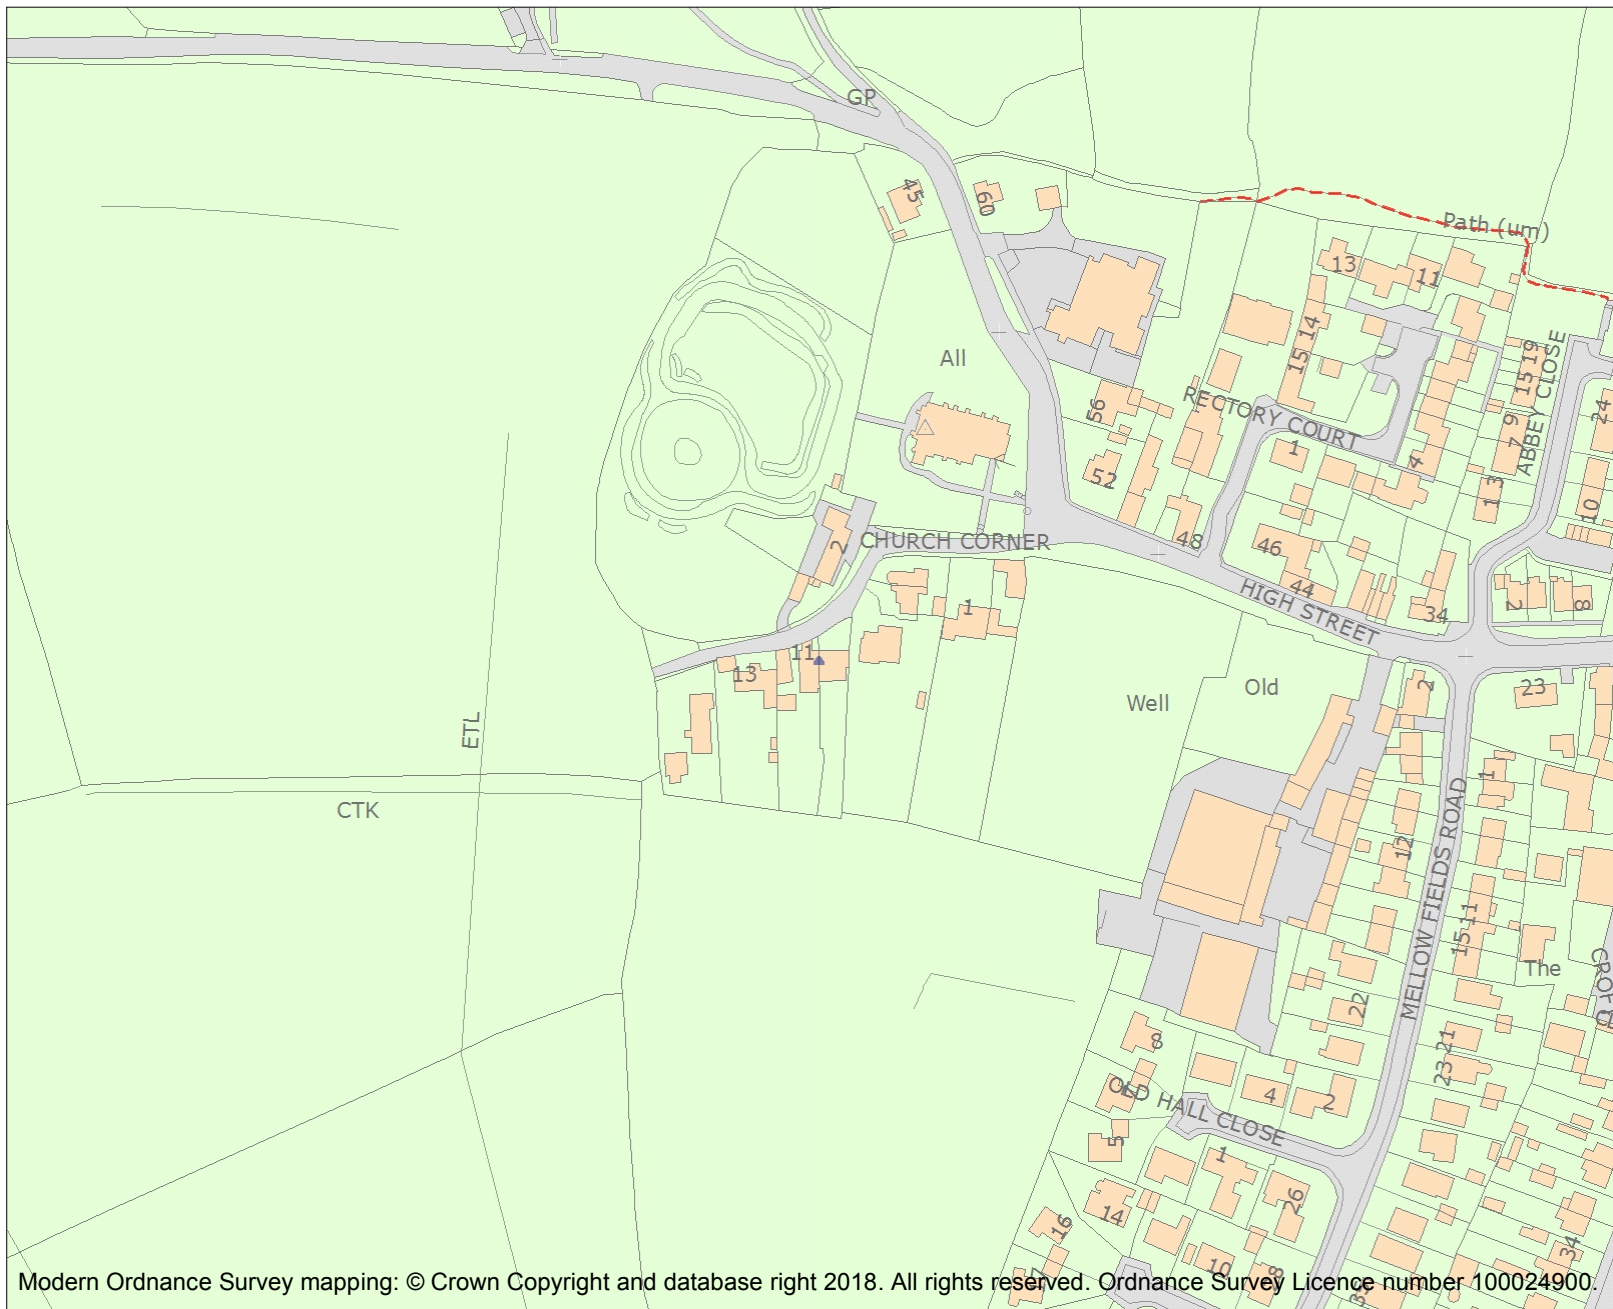 GP
45
60
Path (um)
13
11
14
15
All
56
RECTORY COURT
1
4
52
48
46
44
34
15 19
7 9
13
ABBEY CLOSE
24
10
2
CHURCH CORNER
1
HIGH STREET
2
8
11
13
ETL
CTK
Well
Old
2
23
1
12
MELLOW FIELDS ROAD
15 11
The
22
23 21
8
OLD HALL CLOSE
4
2
5
1
26
14
16
10
34
Modern Ordnance Survey mapping: © Crown Copyright and database right 2018. All rights reserved. Ordnance Survey Licence number 100024900.